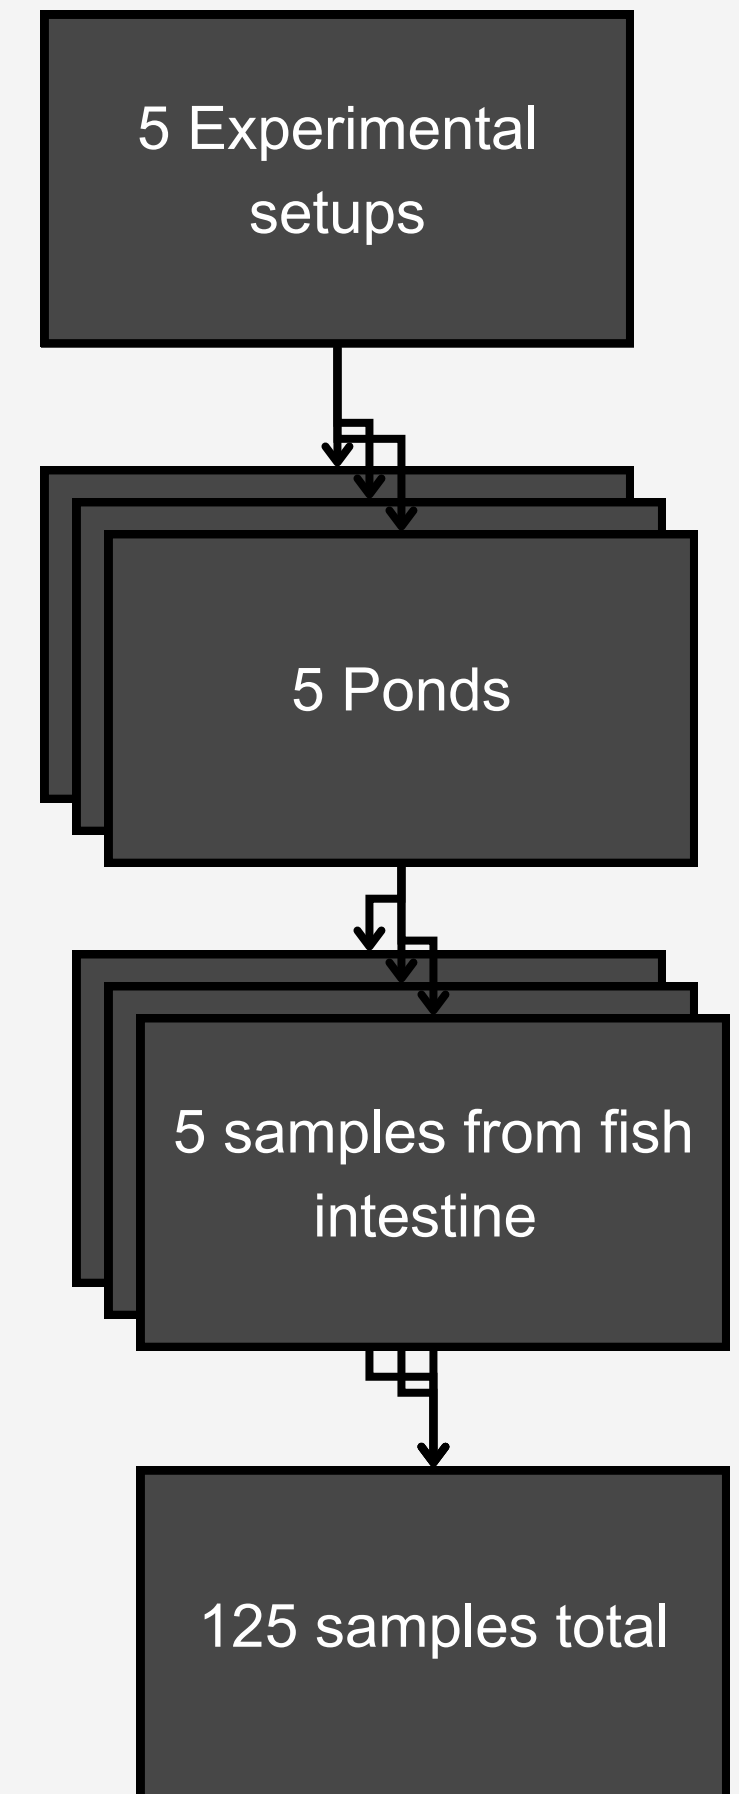 5 Experimental
setups
5 Ponds
5 samples from fish
intestine
125 samples total